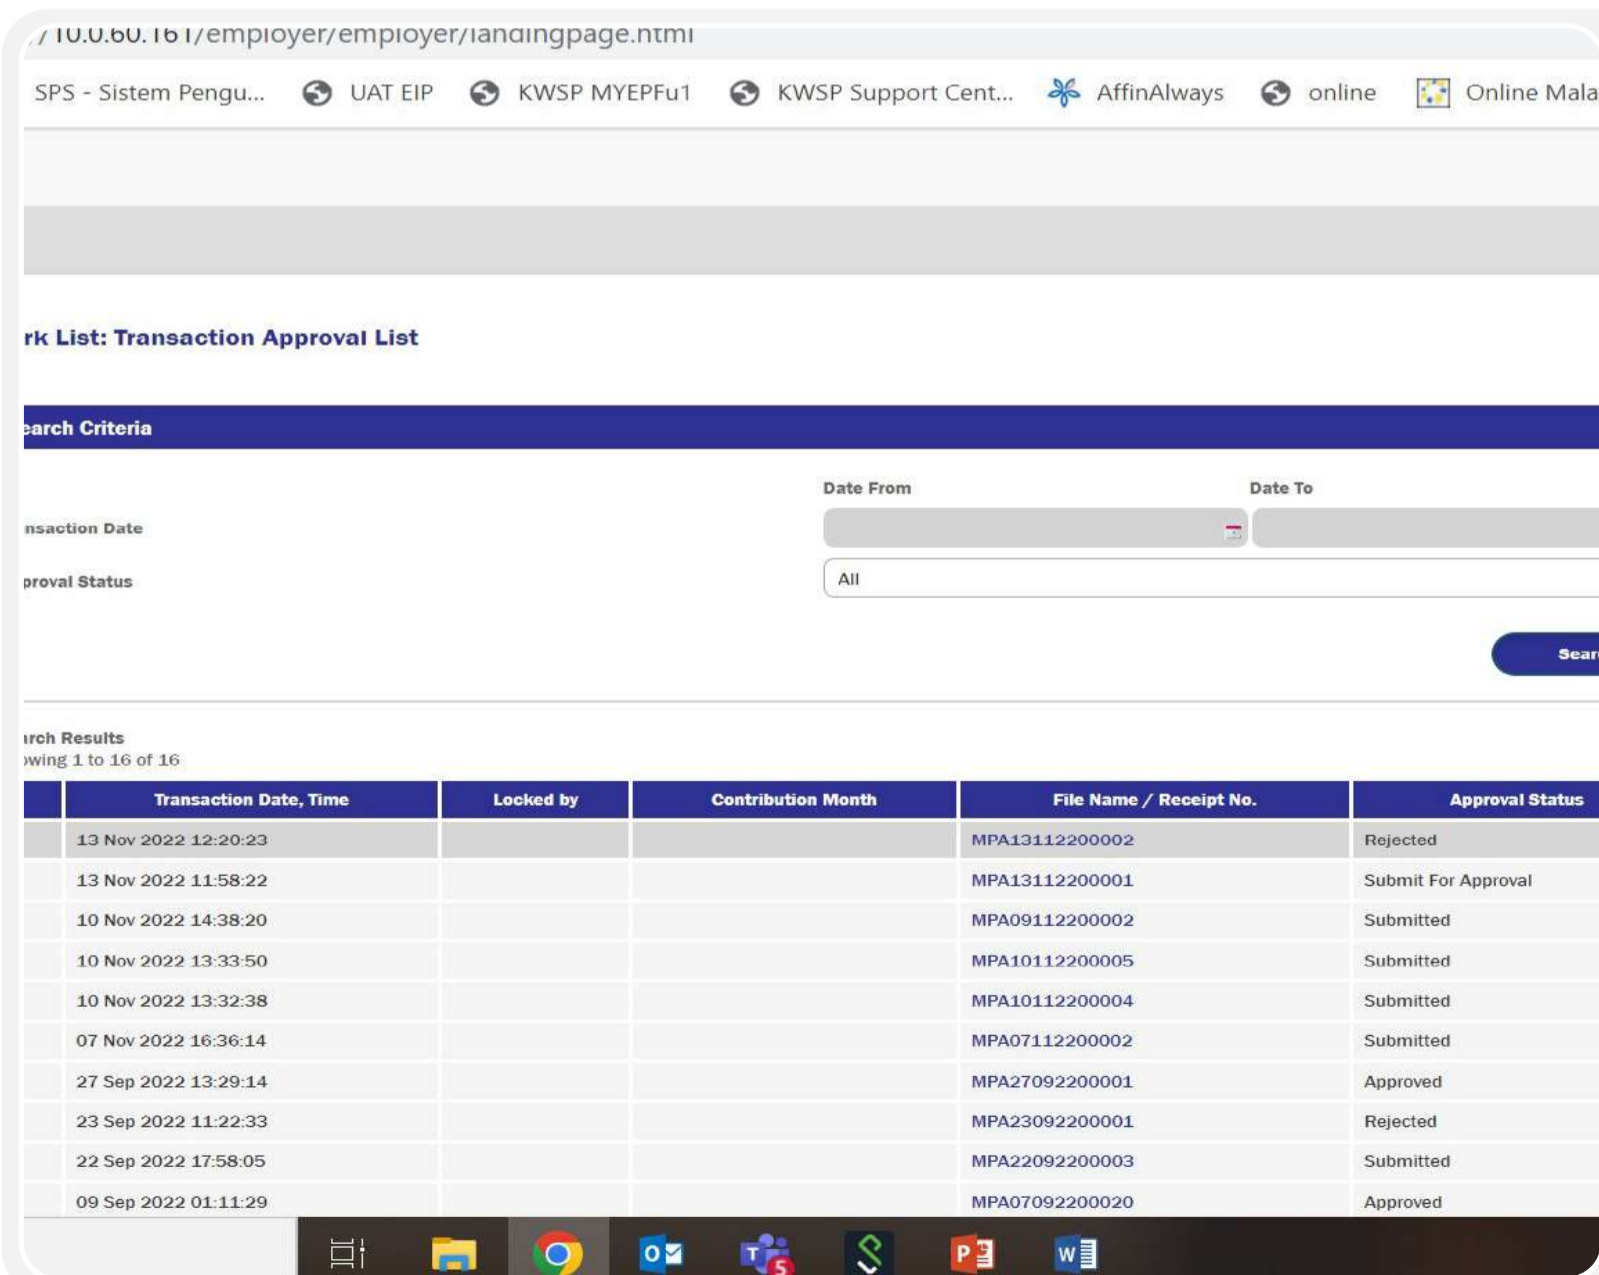 10.0.60.161/employer/employer/landingpage.html
SPS - Sistem Pengu... UAT EIP KWSP MYEPFu1 KWSP Support Cent... AffinAlways online Online Mala
rk List: Transaction Approval List
earch Criteria
Date From Date To
nsaction Date
proval Status All
Sear
arch Results
owing 1 to 16 of 16
Transaction Date, Time Locked by Contribution Month File Name / Receipt No. Approval Status
13 Nov 2022 12:20:23 MPA13112200002 Rejected
13 Nov 2022 11:58:22 MPA13112200001 Submit For Approval
10 Nov 2022 14:38:20 MPA09112200002 Submitted
10 Nov 2022 13:33:50 MPA10112200005 Submitted
10 Nov 2022 13:32:38 MPA10112200004 Submitted
07 Nov 2022 16:36:14 MPA07112200002 Submitted
27 Sep 2022 13:29:14 MPA27092200001 Approved
23 Sep 2022 11:22:33 MPA23092200001 Rejected
22 Sep 2022 17:58:05 MPA22092200003 Submitted
09 Sep 2022 01:11:29 MPA07092200020 Approved
5